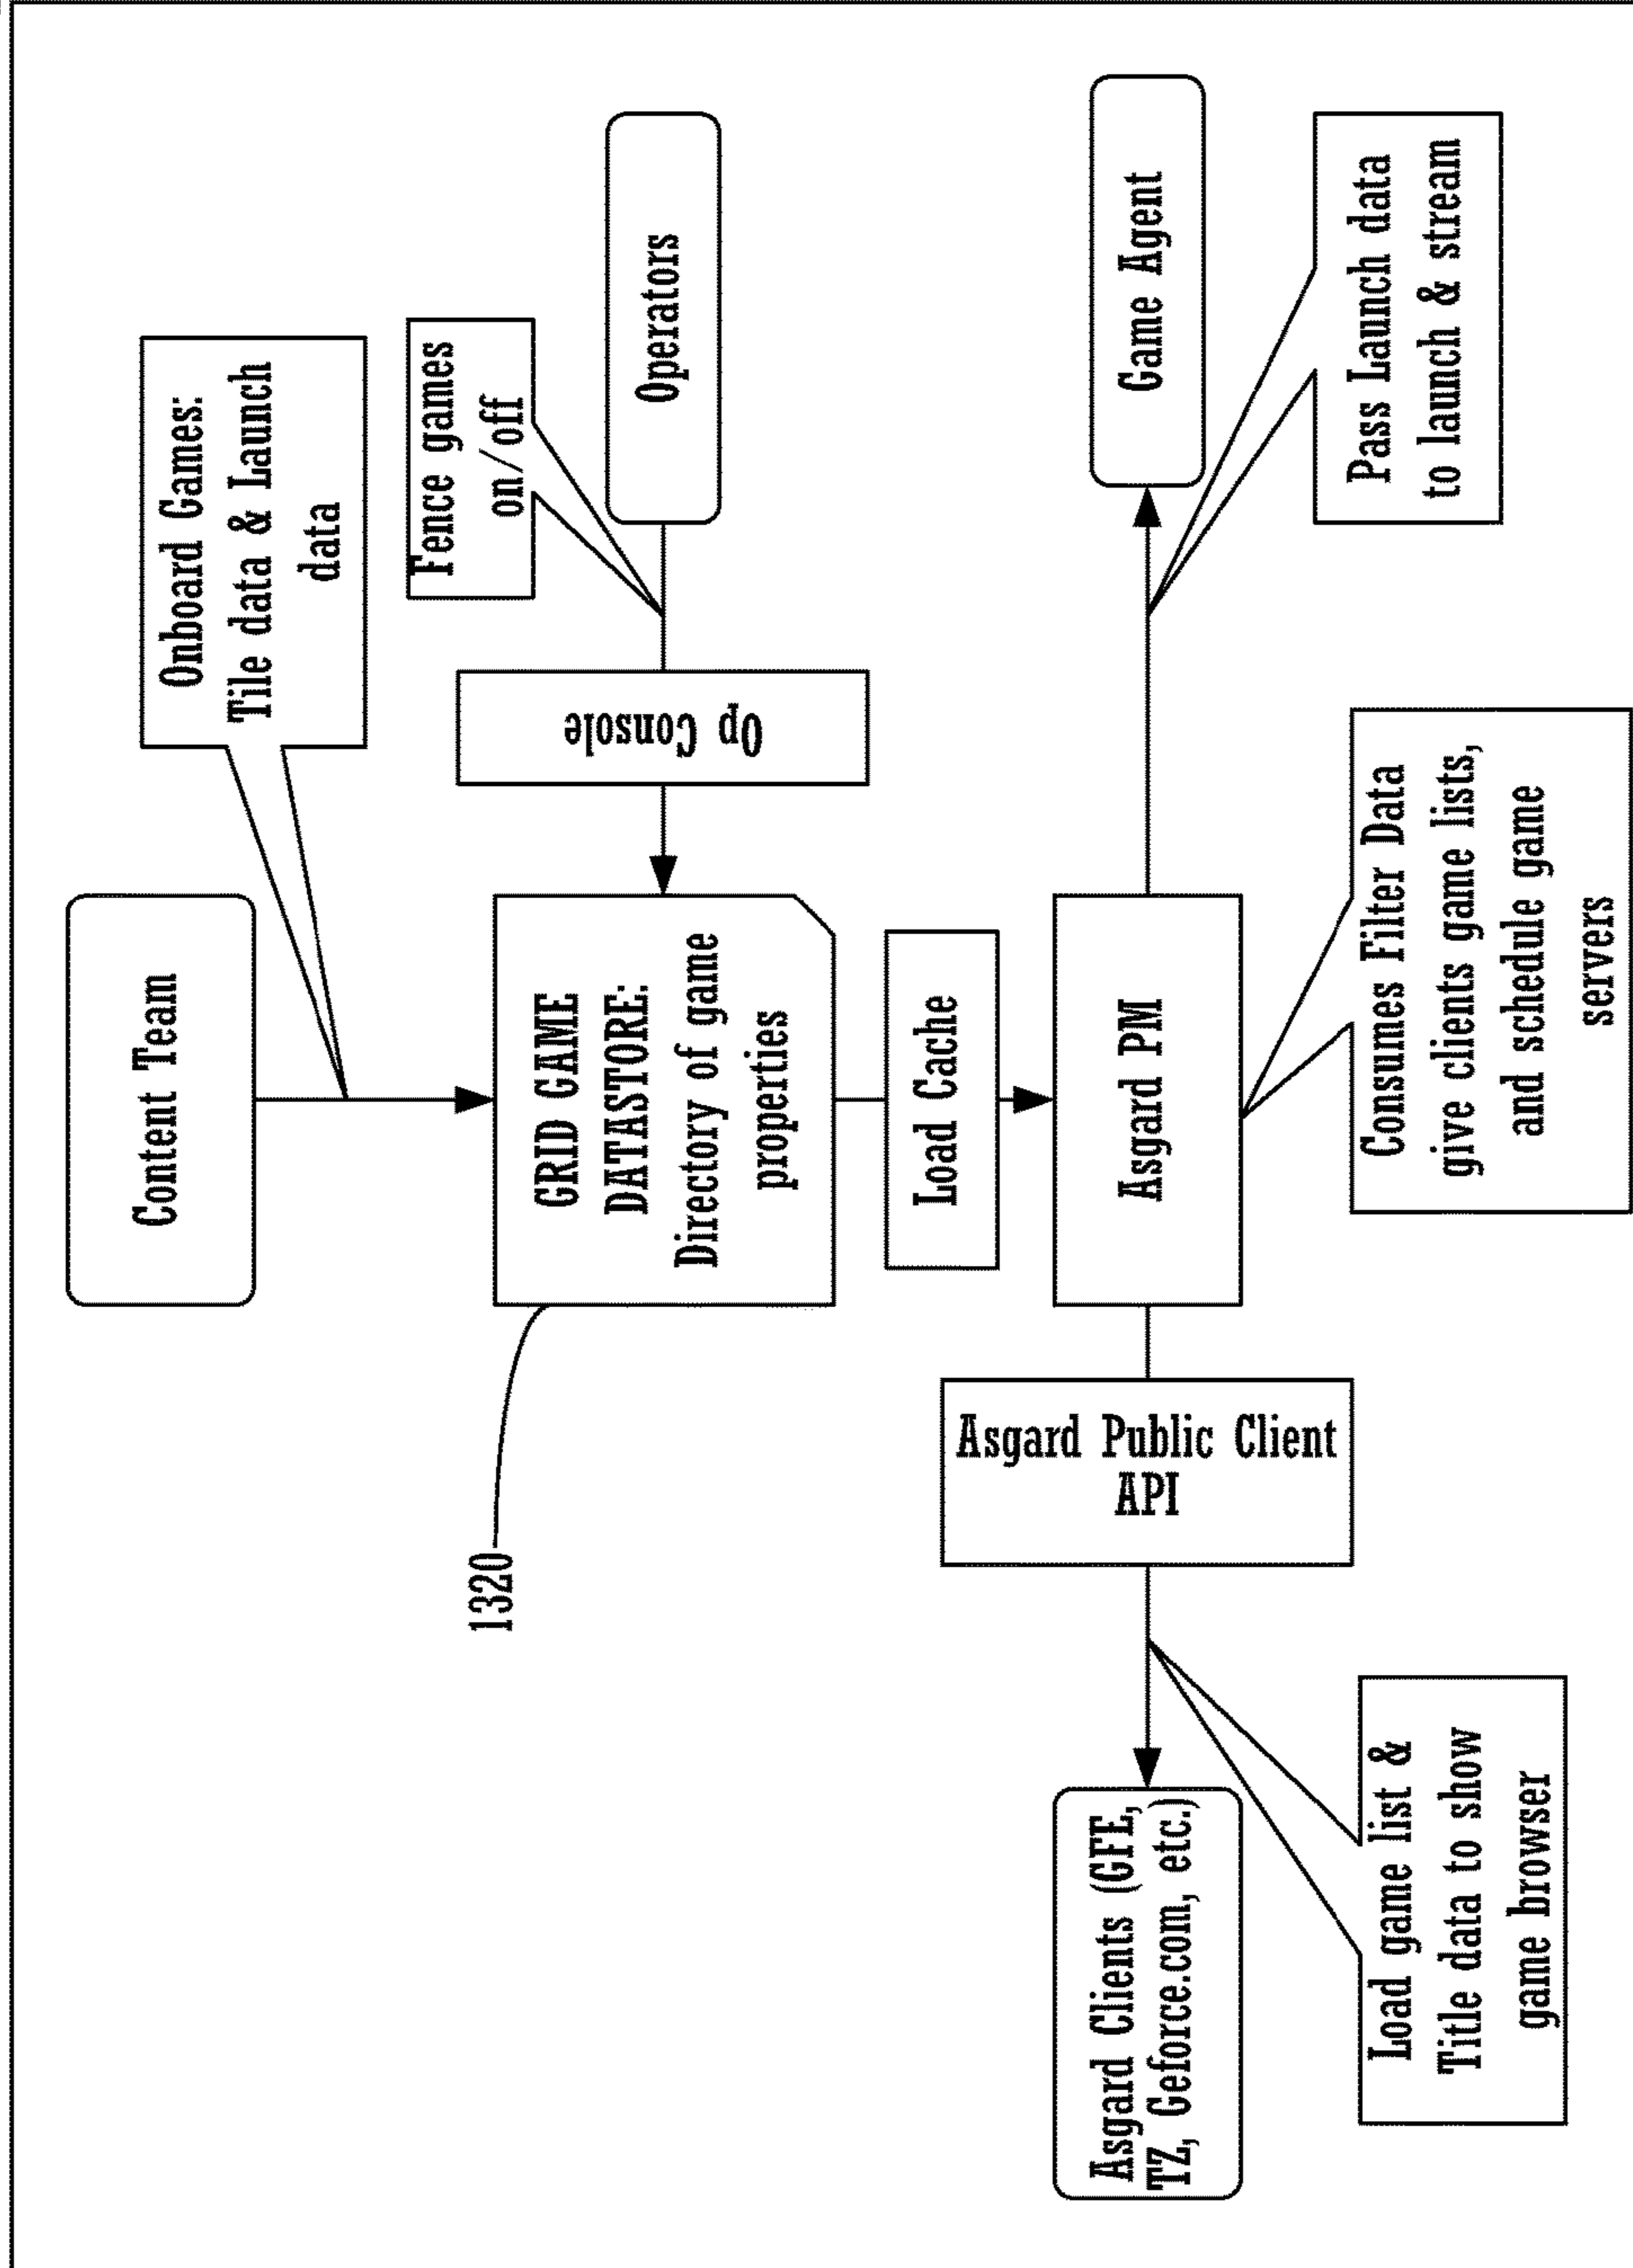 Content Team
Onboard Games:
Tile data & Launch
data
1320
GRID GAME
DATASTORE:
Directory of game
properties
Op Console
Fence games
on/off
Operators
Load Cache
Asgard Clients (GFE,
TZ, Geforce.com, etc.)
Asgard Public Client
API
Asgard PM
Game Agent
Load game list &
Title data to show
game browser
Consumes Filter Data
give clients game lists,
and schedule game
servers
Pass Launch data
to launch & stream